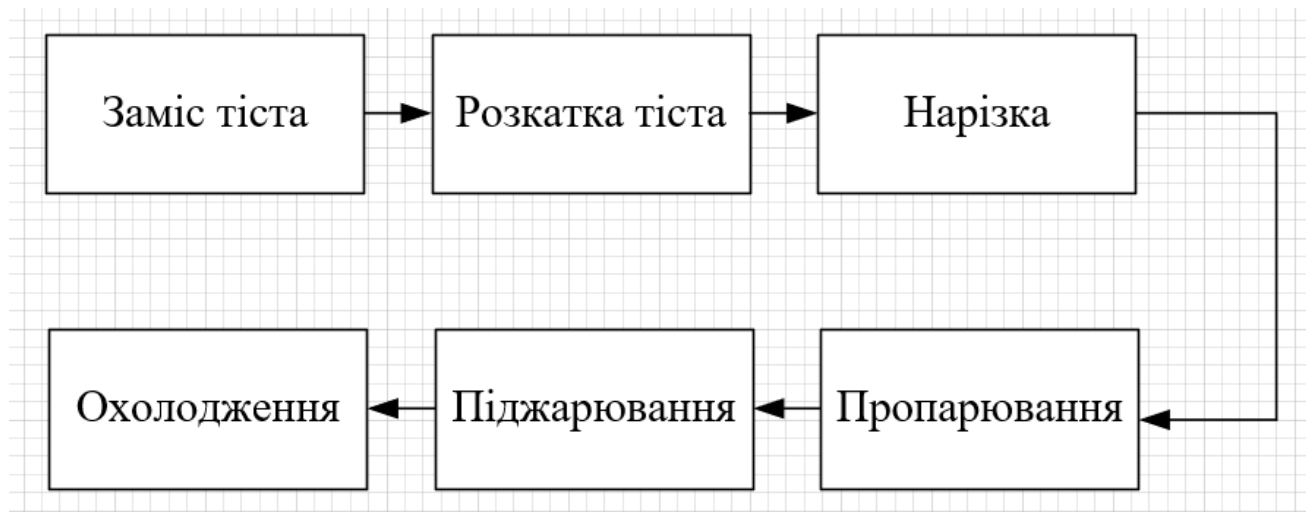 Заміс тіста
Розкатка тіста
Нарізка
Пропарювання
Піджарювання
Охолодження